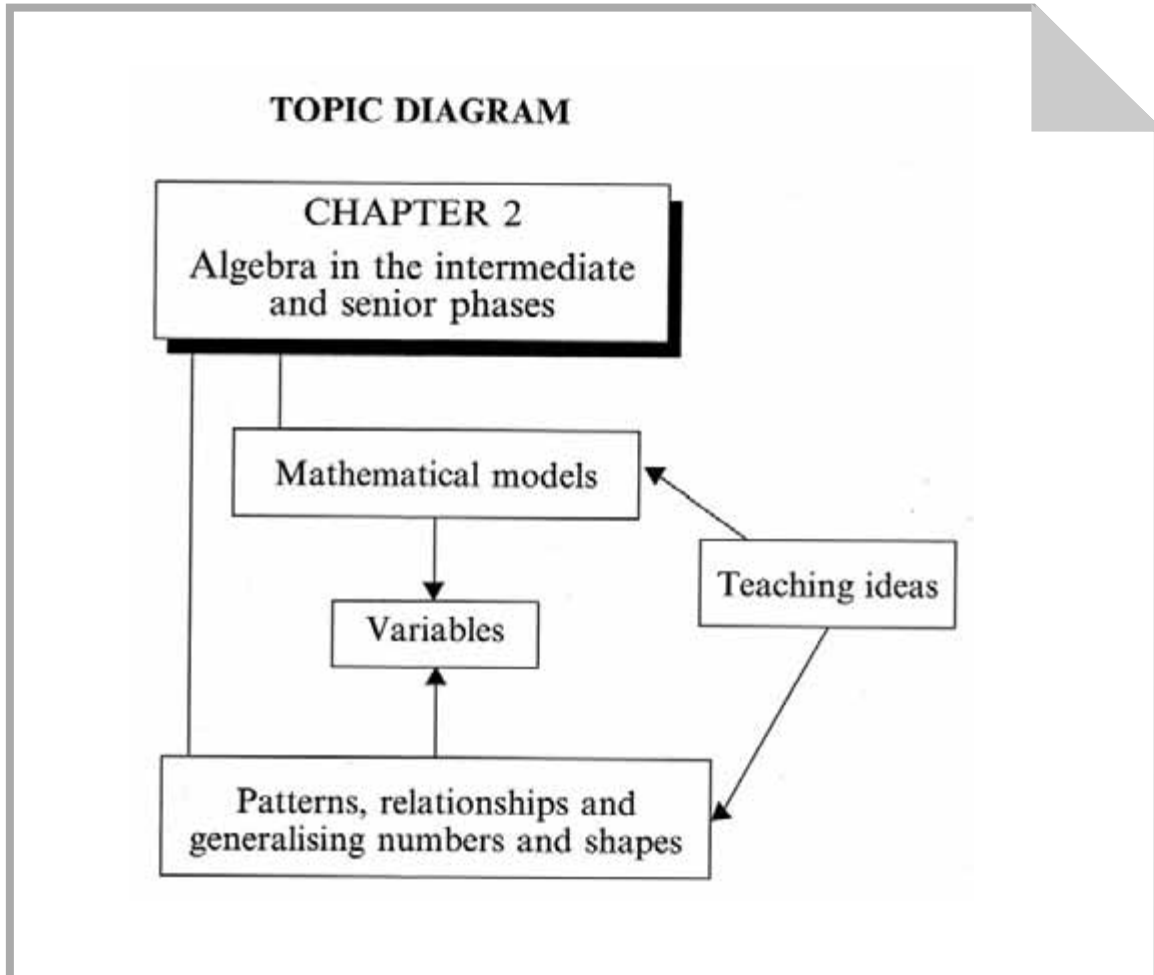 TOPIC DIAGRAM
CHAPTER 2
Algebra in the intermediate
and senior phases
Mathematical models
Teaching ideas
Variables
Patterns, relationships and
generalising numbers and shapes